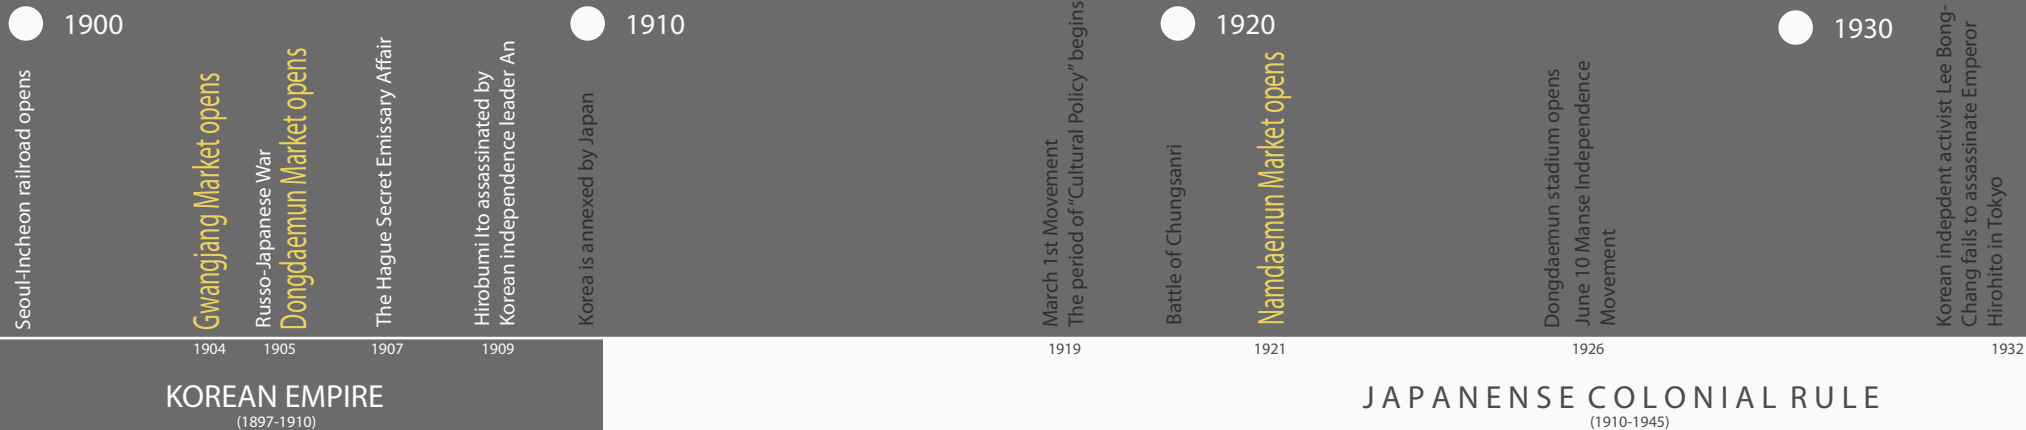 1900
1910
1920
1930
Seoul-Incheon railroad opens
Gwangjang Market opens
Russo-Japanese War
Dongdaemun Market opens
The Hague Secret Emissary Affair
Hirobumi Ito assassinated by
Korean independence leader An
Korea is annexed by Japan
March 1st Movement
The period of "Cultural Policy" begins
Battle of Chungsanri
Namdaemun Market opens
Dongdaemun stadium opens
June 10 Manse Independence
Movement
Korean indepdent activist Lee Bong-
Chang fails to assassinate Emperor
Hirohito in Tokyo
1904
1905
1907
1909
1919
1921
1926
1932
KOREAN EMPIRE
(1897-1910)
JAPANENSE COLONIAL RULE
(1910-1945)